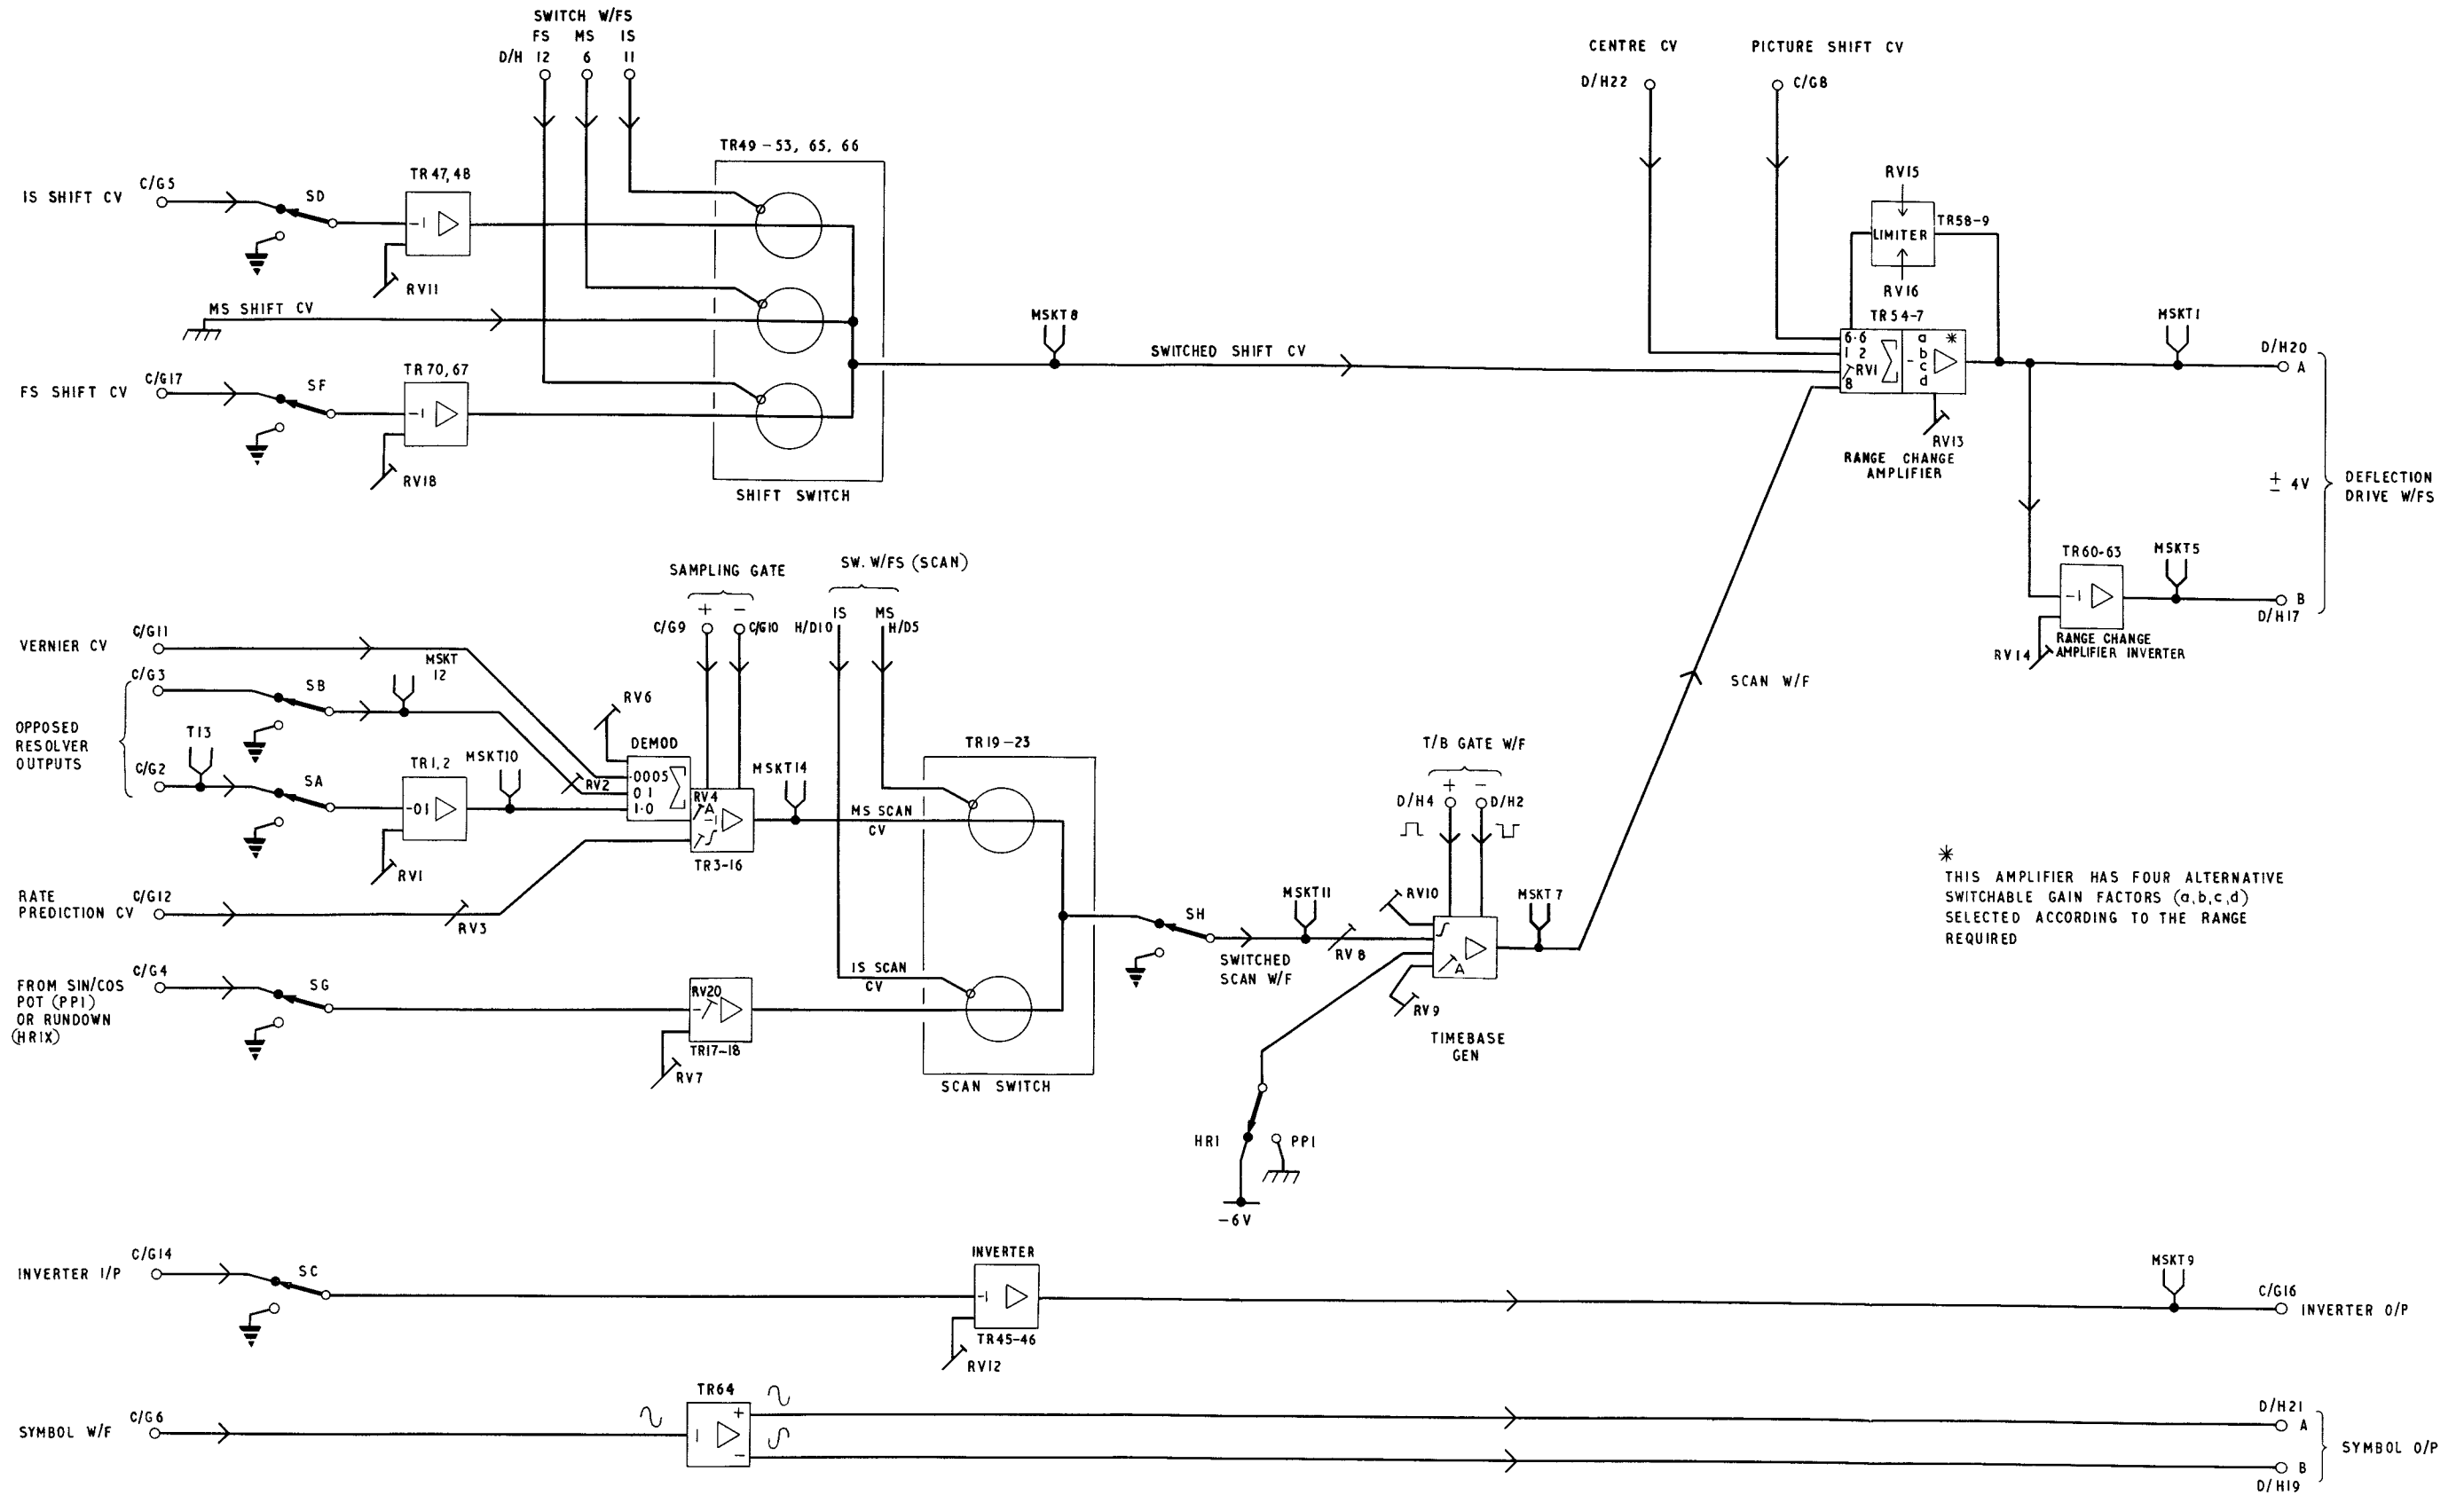 SWITCH W/FS
FS MS IS
D/H 12 6 11
CENTRE CV
PICTURE SHIFT CV
D/H22
C/G8
TR49-53, 65, 66
IS SHIFT CV
C/G5
SD
TR47,48
-1
RV11
MS SHIFT CV
FS SHIFT CV
C/G17
SF
TR70,67
-1
RV18
SHIFT SWITCH
MSKT8
SWITCHED SHIFT CV
RV15
LIMITER
TR58-9
RV16
TR54-7
6·6
1 2
RV1
8
Σ
-
a
b
c
d
*
RV13
RANGE CHANGE
AMPLIFIER
MSKT1
D/H20
A
± 4V
DEFLECTION
DRIVE W/FS
TR60-63
-1
MSKT5
B
D/H17
RV14
RANGE CHANGE
AMPLIFIER INVERTER
SAMPLING GATE
+ -
C/G9
C/G10
SW. W/FS (SCAN)
IS MS
H/D10
H/D5
VERNIER CV
C/G11
C/G3
SB
MSKT
12
OPPOSED
RESOLVER
OUTPUTS
T13
C/G2
SA
TR1,2
-01
MSKT10
RV1
RV6
DEMOD
·0005
01
1·0
Σ
RV2
RV4
A
-1
∫
TR3-16
MSKT14
MS SCAN
CV
TR19-23
RATE
PREDICTION CV
C/G12
RV3
FROM SIN/COS
POT (PPI)
OR RUNDOWN
(HRIX)
C/G4
SG
RV20
-
TR17-18
RV7
IS SCAN
CV
SCAN SWITCH
SH
SWITCHED
SCAN W/F
MSKT11
RV8
RV10
T/B GATE W/F
+ -
D/H4
D/H2
∫
A
RV9
TIMEBASE
GEN
MSKT7
SCAN W/F
HRI
PPI
-6V
*
THIS AMPLIFIER HAS FOUR ALTERNATIVE
SWITCHABLE GAIN FACTORS (a,b,c,d)
SELECTED ACCORDING TO THE RANGE
REQUIRED
INVERTER I/P
C/G14
SC
INVERTER
-1
TR45-46
RV12
MSKT9
C/G16
INVERTER O/P
SYMBOL W/F
C/G6
TR64
1
+
-
D/H21
A
B
D/H19
SYMBOL O/P